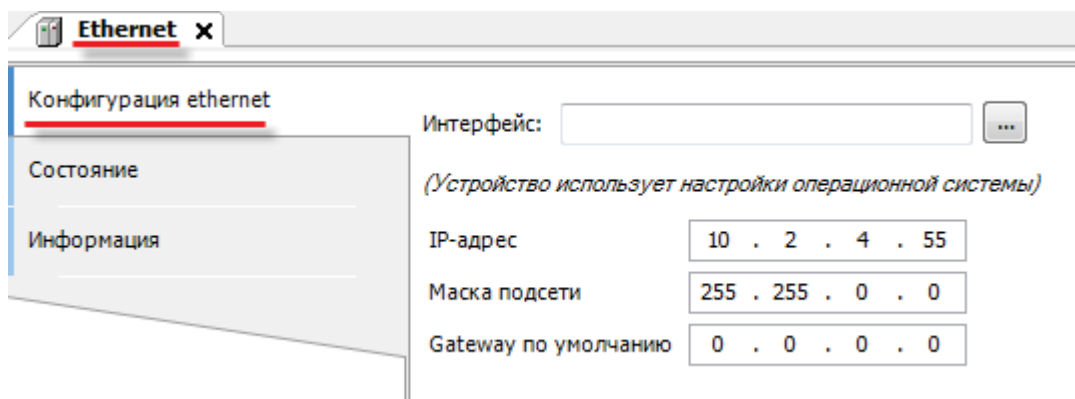 Ethernet
Конфигурация ethernet
Состояние
Информация
Интерфейс: ...
(Устройство использует настройки операционной системы)
IP-адрес 10 . 2 . 4 . 55
Маска подсети 255 . 255 . 0 . 0
Gateway по умолчанию 0 . 0 . 0 . 0